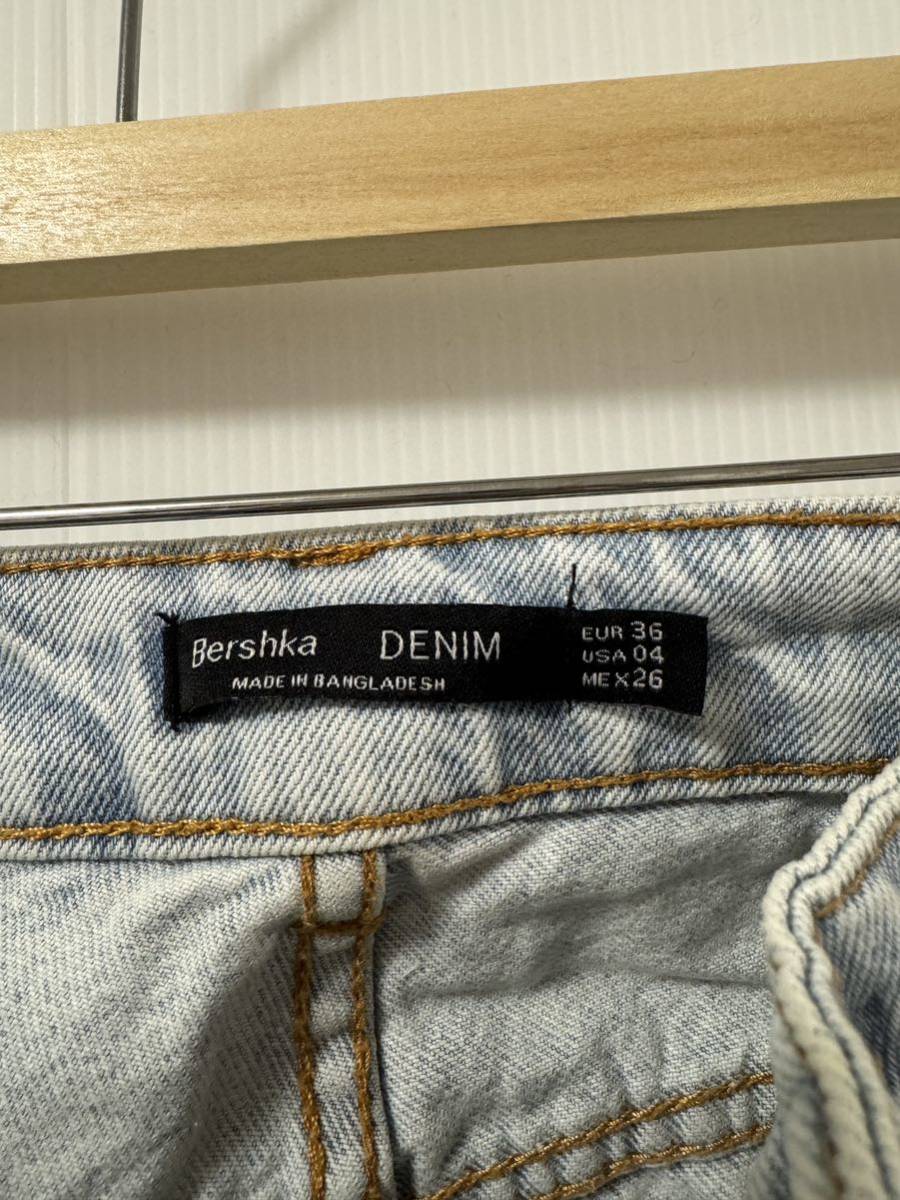 Bershka DENIM
MADE IN BANGLADESH
EUR 36
USA 04
MEX 26